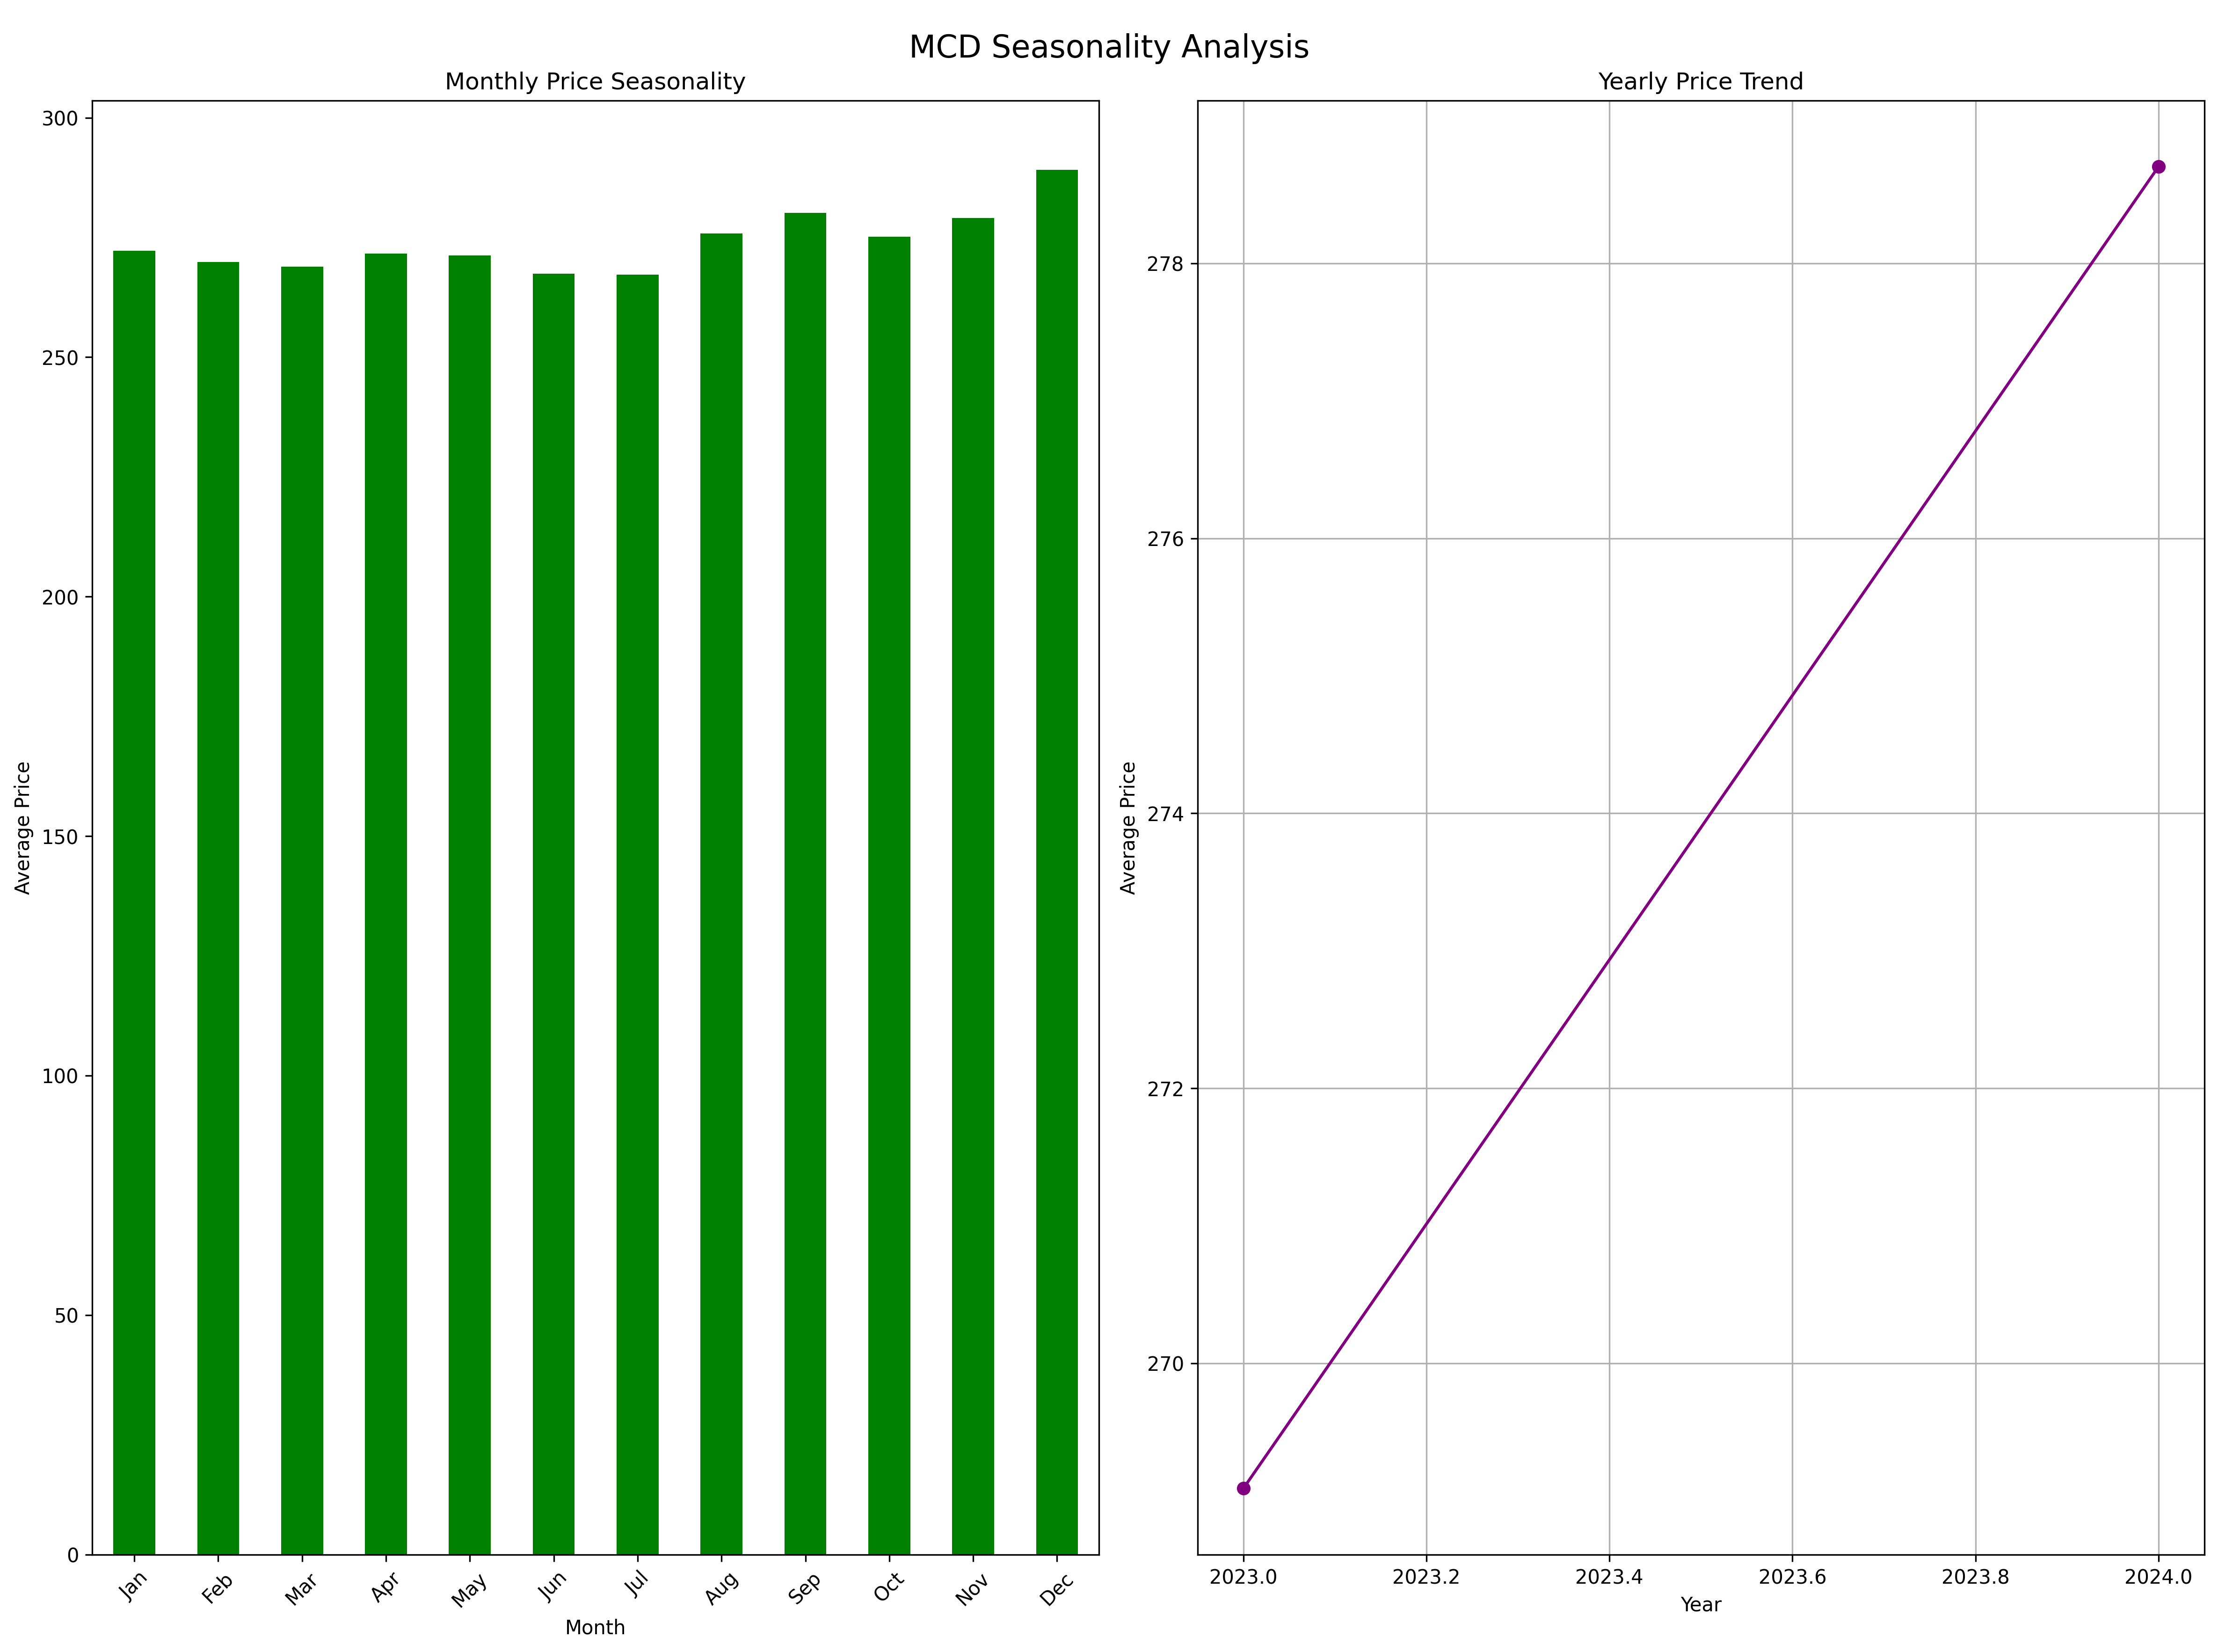 MCD Seasonality Analysis
Monthly Price Seasonality
300
250
200
150
100
50
0
Average Price
Jan Feb Mar Apr May Jun Jul Aug Sep Oct Nov Dec
Month
Yearly Price Trend
278
276
274
272
270
Average Price
2023.0 2023.2 2023.4 2023.6 2023.8 2024.0
Year